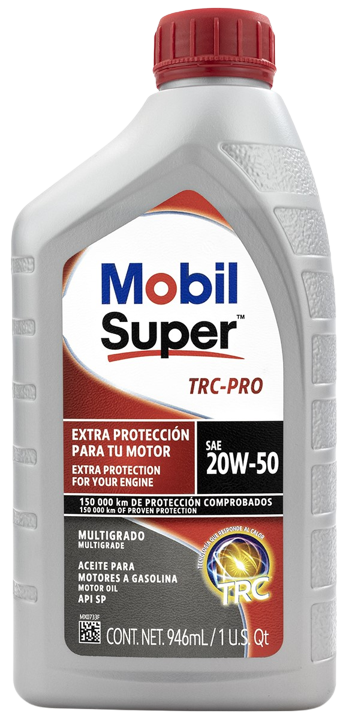 Mobil
Super™
TRC-PRO
EXTRA PROTECCIÓN
PARA TU MOTOR
EXTRA PROTECTION
FOR YOUR ENGINE
SAE
20W-50
150 000 km DE PROTECCIÓN COMPROBADOS
150 000 KM OF PROVEN PROTECTION
MULTIGRADO
MULTIGRADE
ACEITE PARA
MOTORES A GASOLINA
MOTOR OIL
API SP
TRC
CONT. NET. 946mL / 1 U.S. Qt